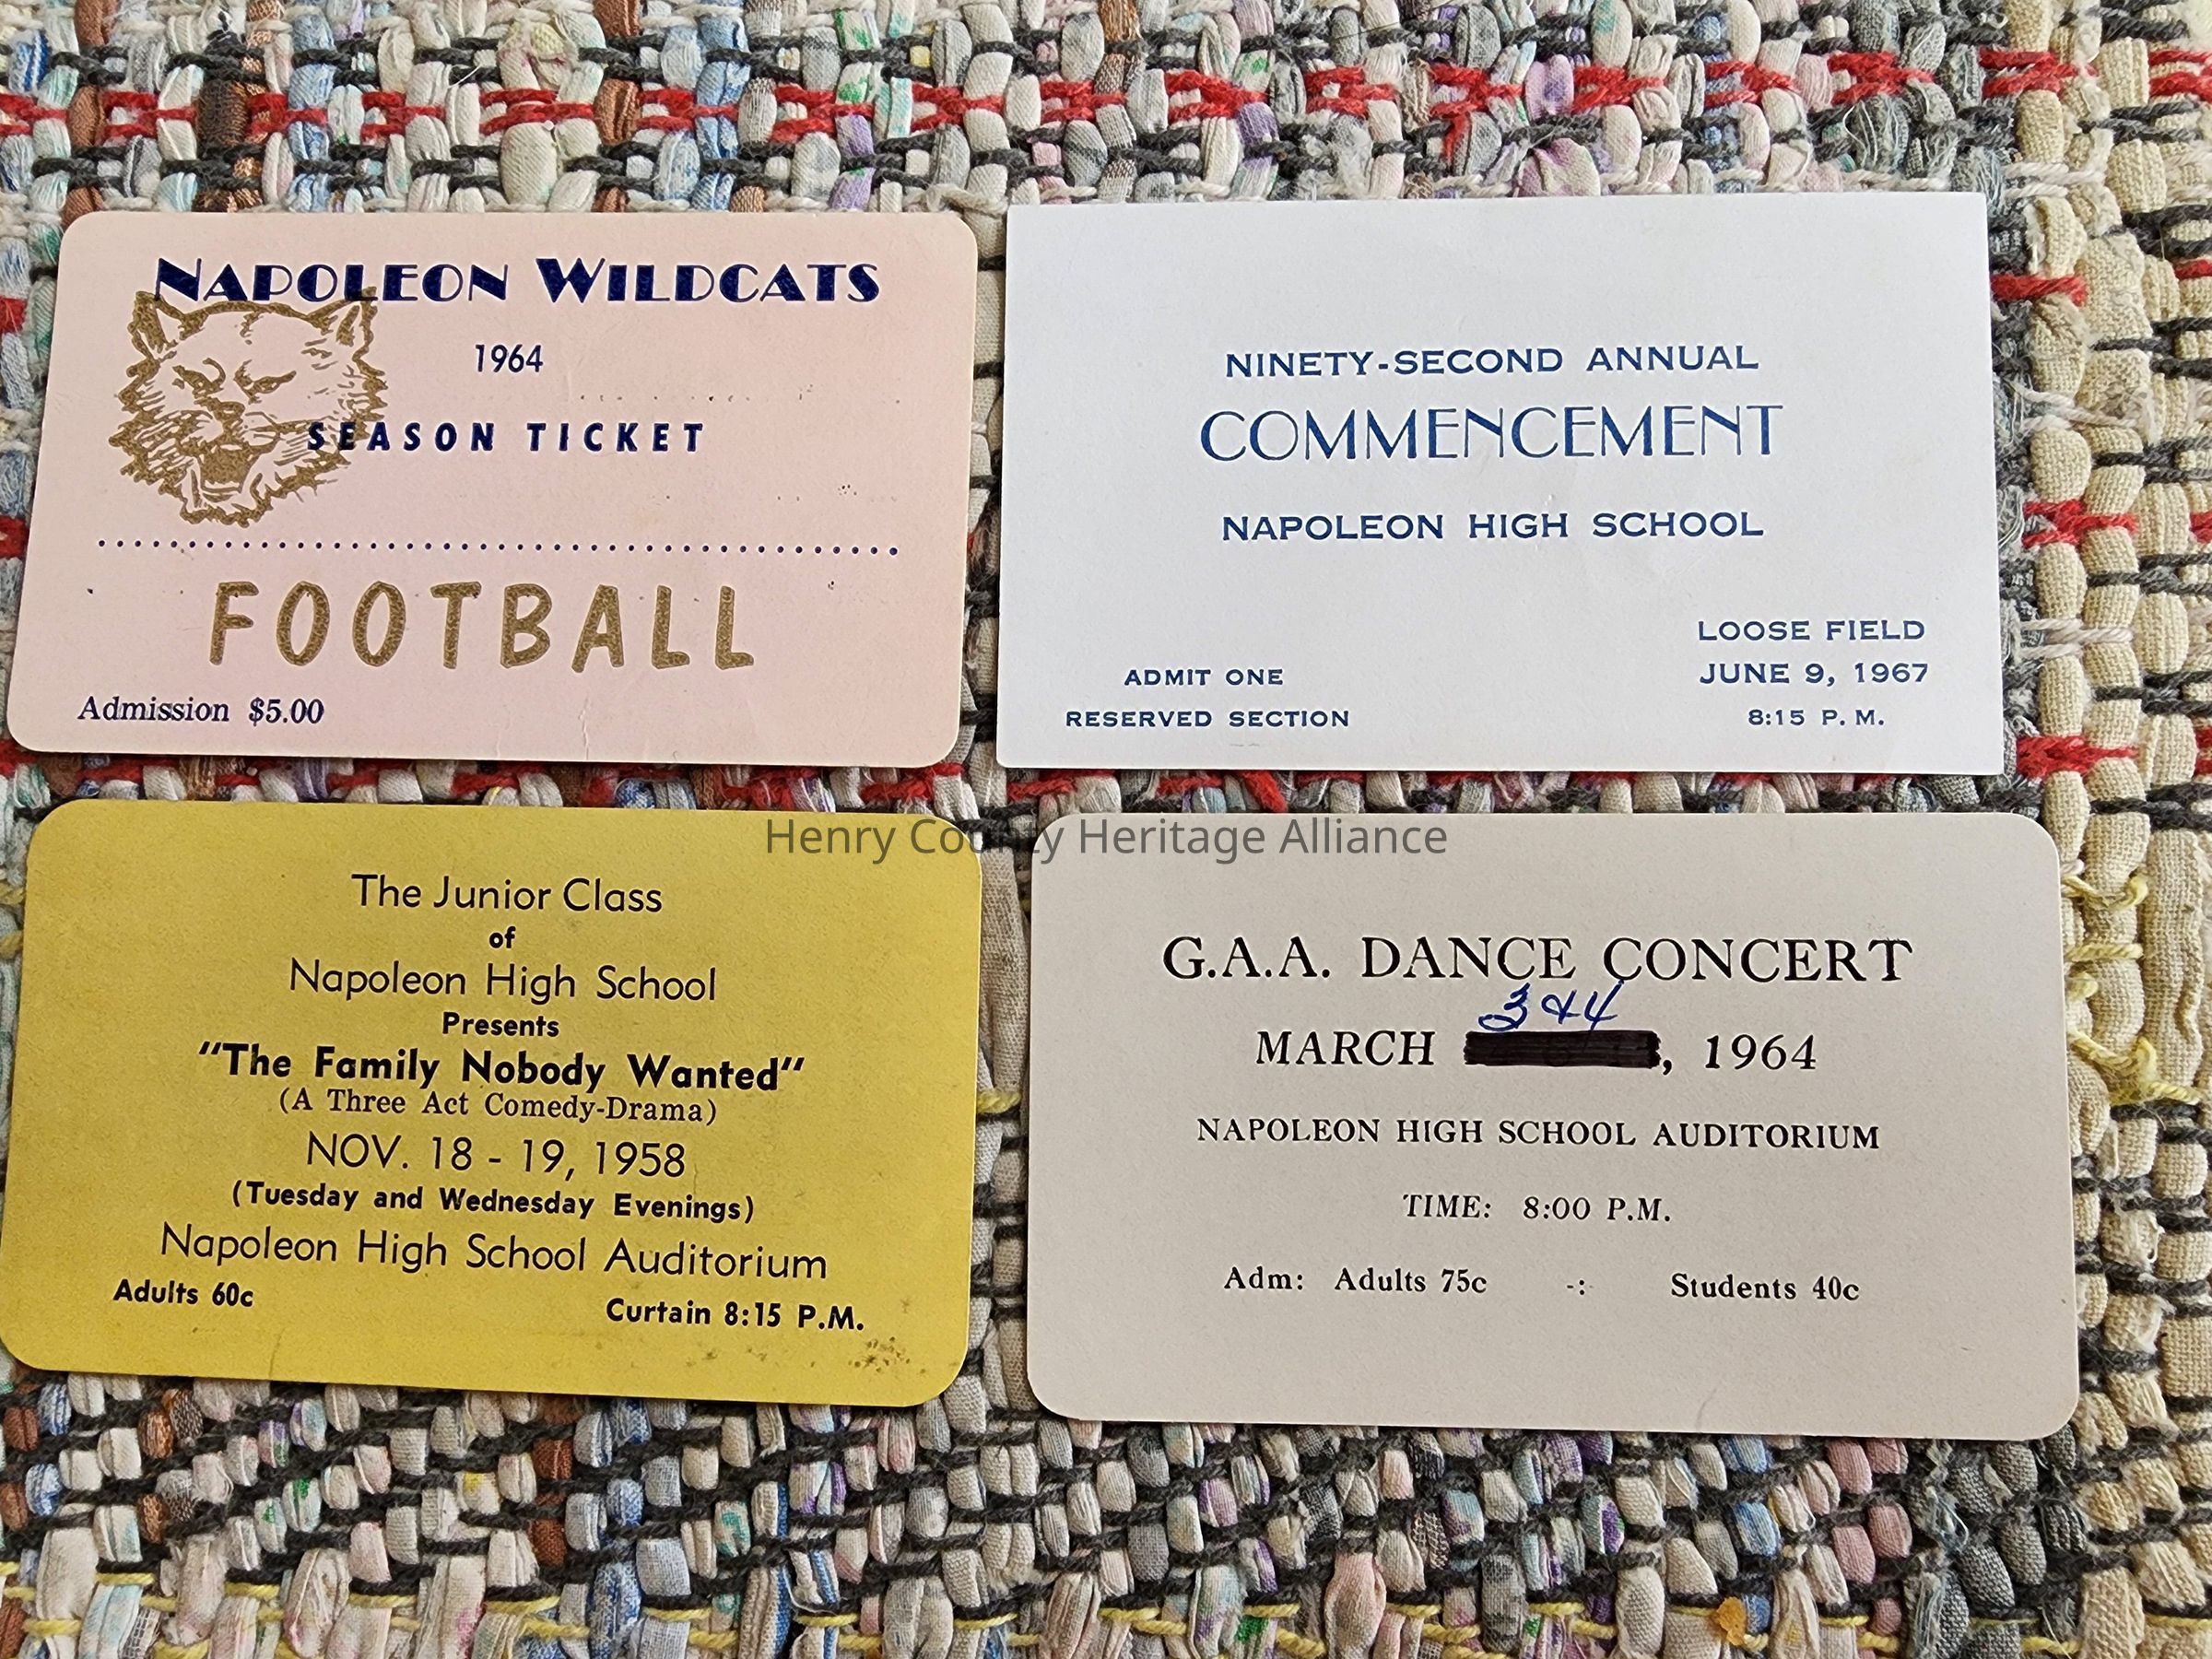 NAPOLEON WILDCATS
1964
SEASON TICKET
FOOTBALL
Admission $5.00
NINETY-SECOND ANNUAL
COMMENCEMENT
NAPOLEON HIGH SCHOOL
ADMIT ONE
RESERVED SECTION
LOOSE FIELD
JUNE 9, 1967
8:15 P. M.
Henry County Heritage Alliance
The Junior Class
of
Napoleon High School
Presents
"The Family Nobody Wanted"
(A Three Act Comedy-Drama)
NOV. 18 - 19, 1958
(Tuesday and Wednesday Evenings)
Napoleon High School Auditorium
Adults 60c
Curtain 8:15 P.M.
G.A.A. DANCE CONCERT
3 & 4
MARCH , 1964
NAPOLEON HIGH SCHOOL AUDITORIUM
TIME: 8:00 P.M.
Adm: Adults 75c -:- Students 40c